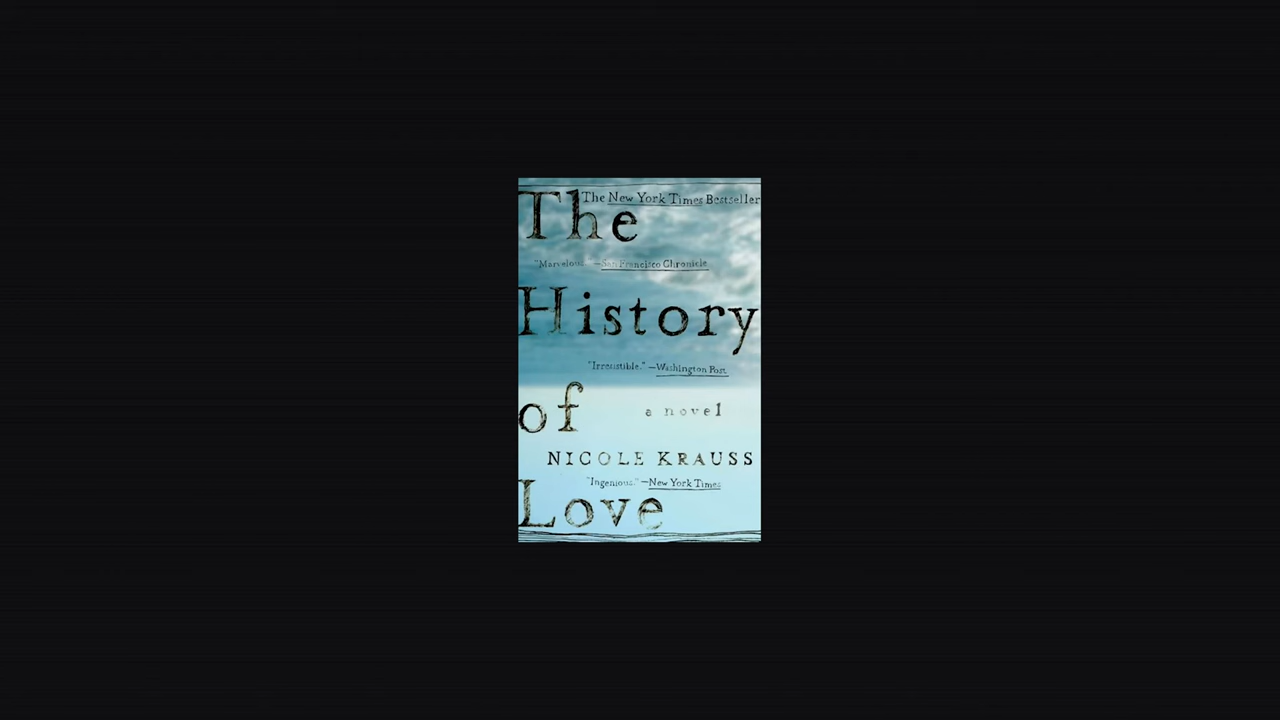 The New York Times Bestseller
The
"Marvelous." —San Francisco Chronicle
History
"Irresistible." —Washington Post
of
a novel
NICOLE KRAUSS
"Ingenious." —New York Times
Love